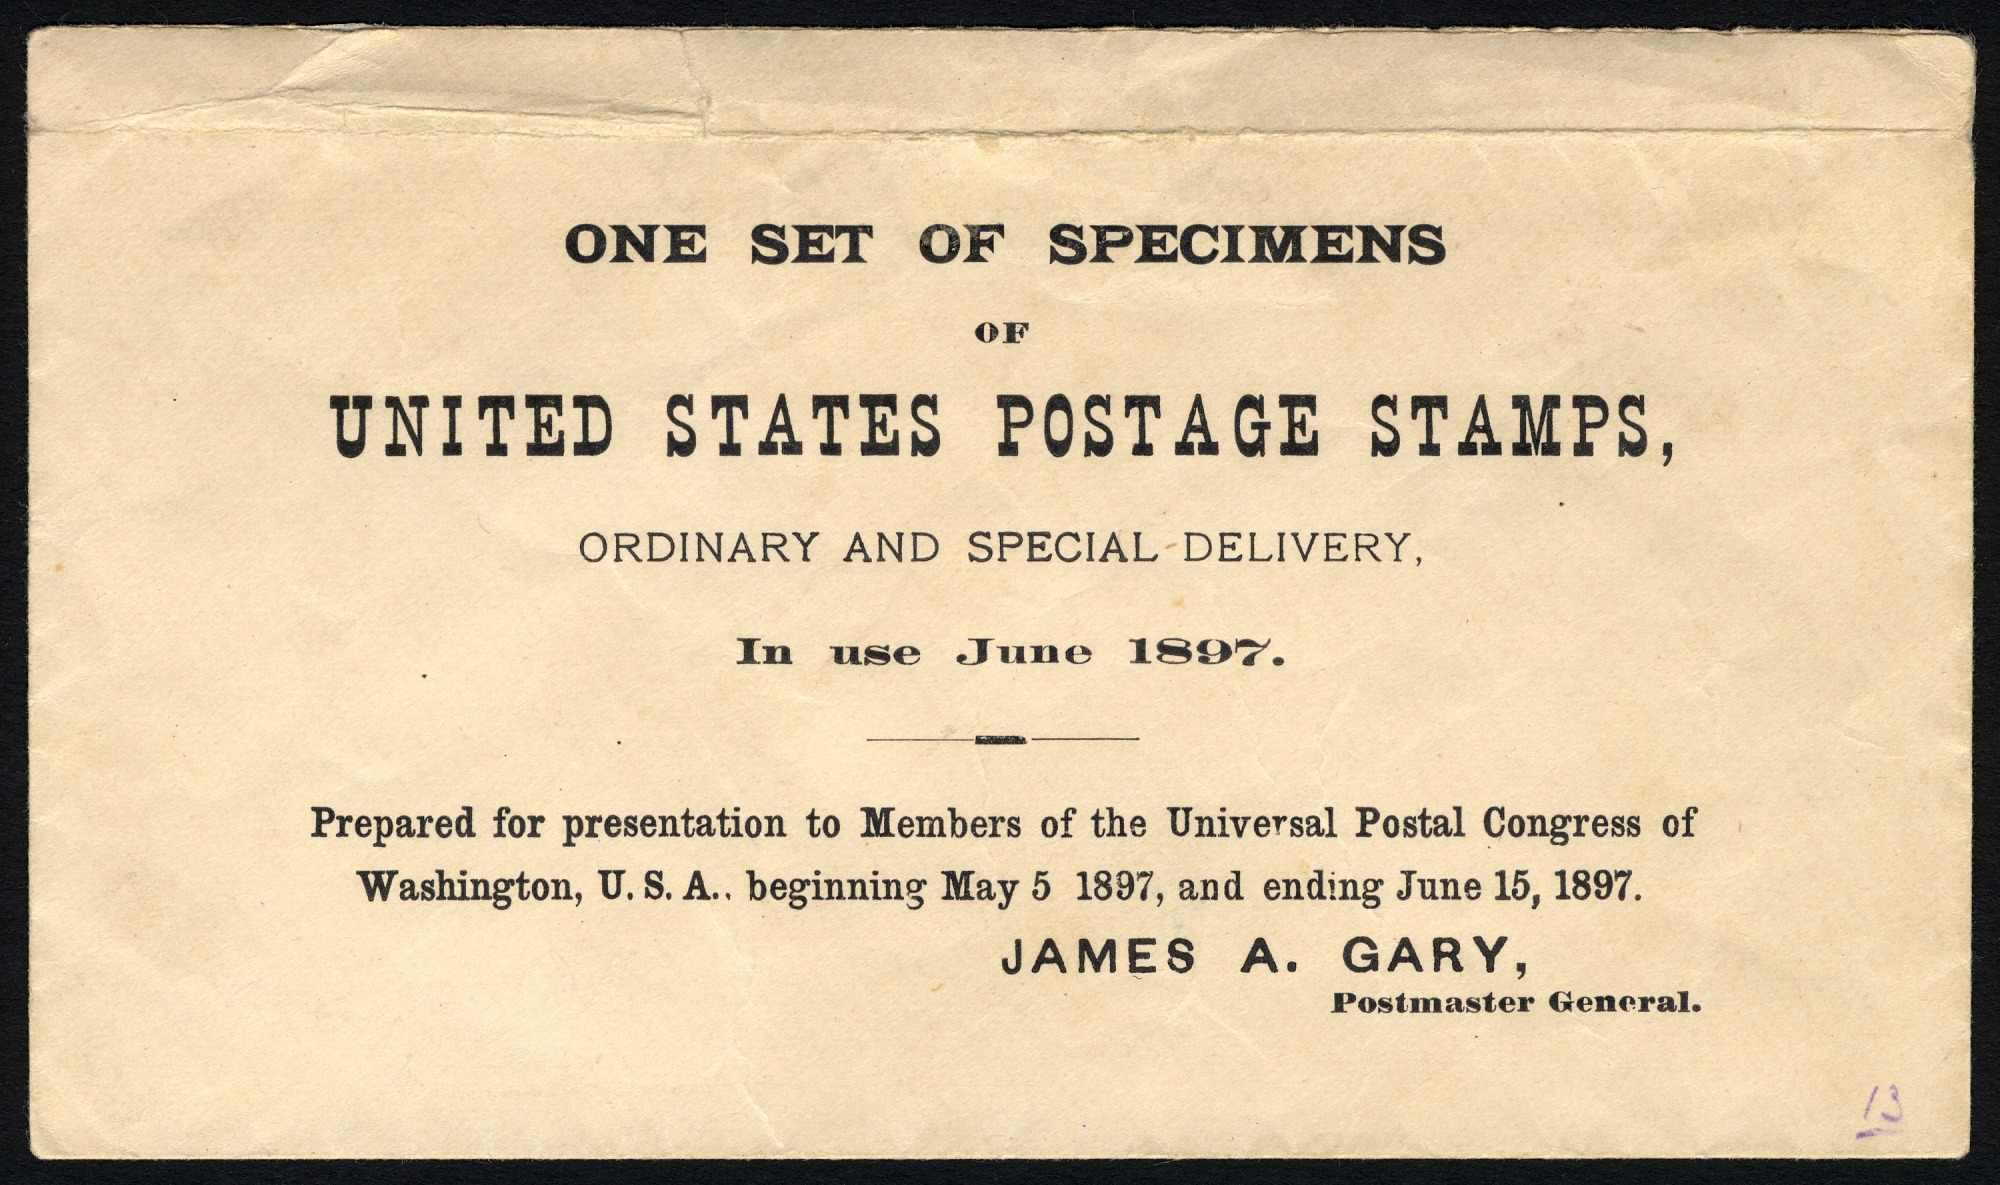 ONE SET OF SPECIMENS
OF
UNITED STATES POSTAGE STAMPS,
ORDINARY AND SPECIAL DELIVERY,
In use June 1897.
Prepared for presentation to Members of the Universal Postal Congress of
Washington, U. S. A., beginning May 5 1897, and ending June 15, 1897.
JAMES A. GARY,
Postmaster General.
13